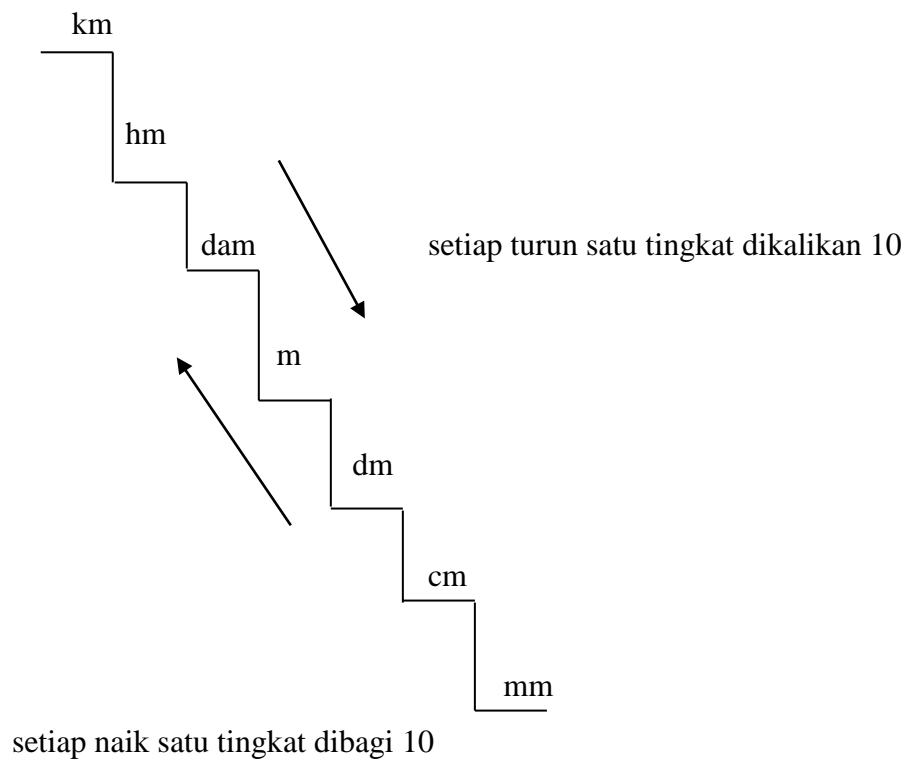 km
hm
dam
setiap turun satu tingkat dikalikan 10
m
dm
cm
mm
setiap naik satu tingkat dibagi 10